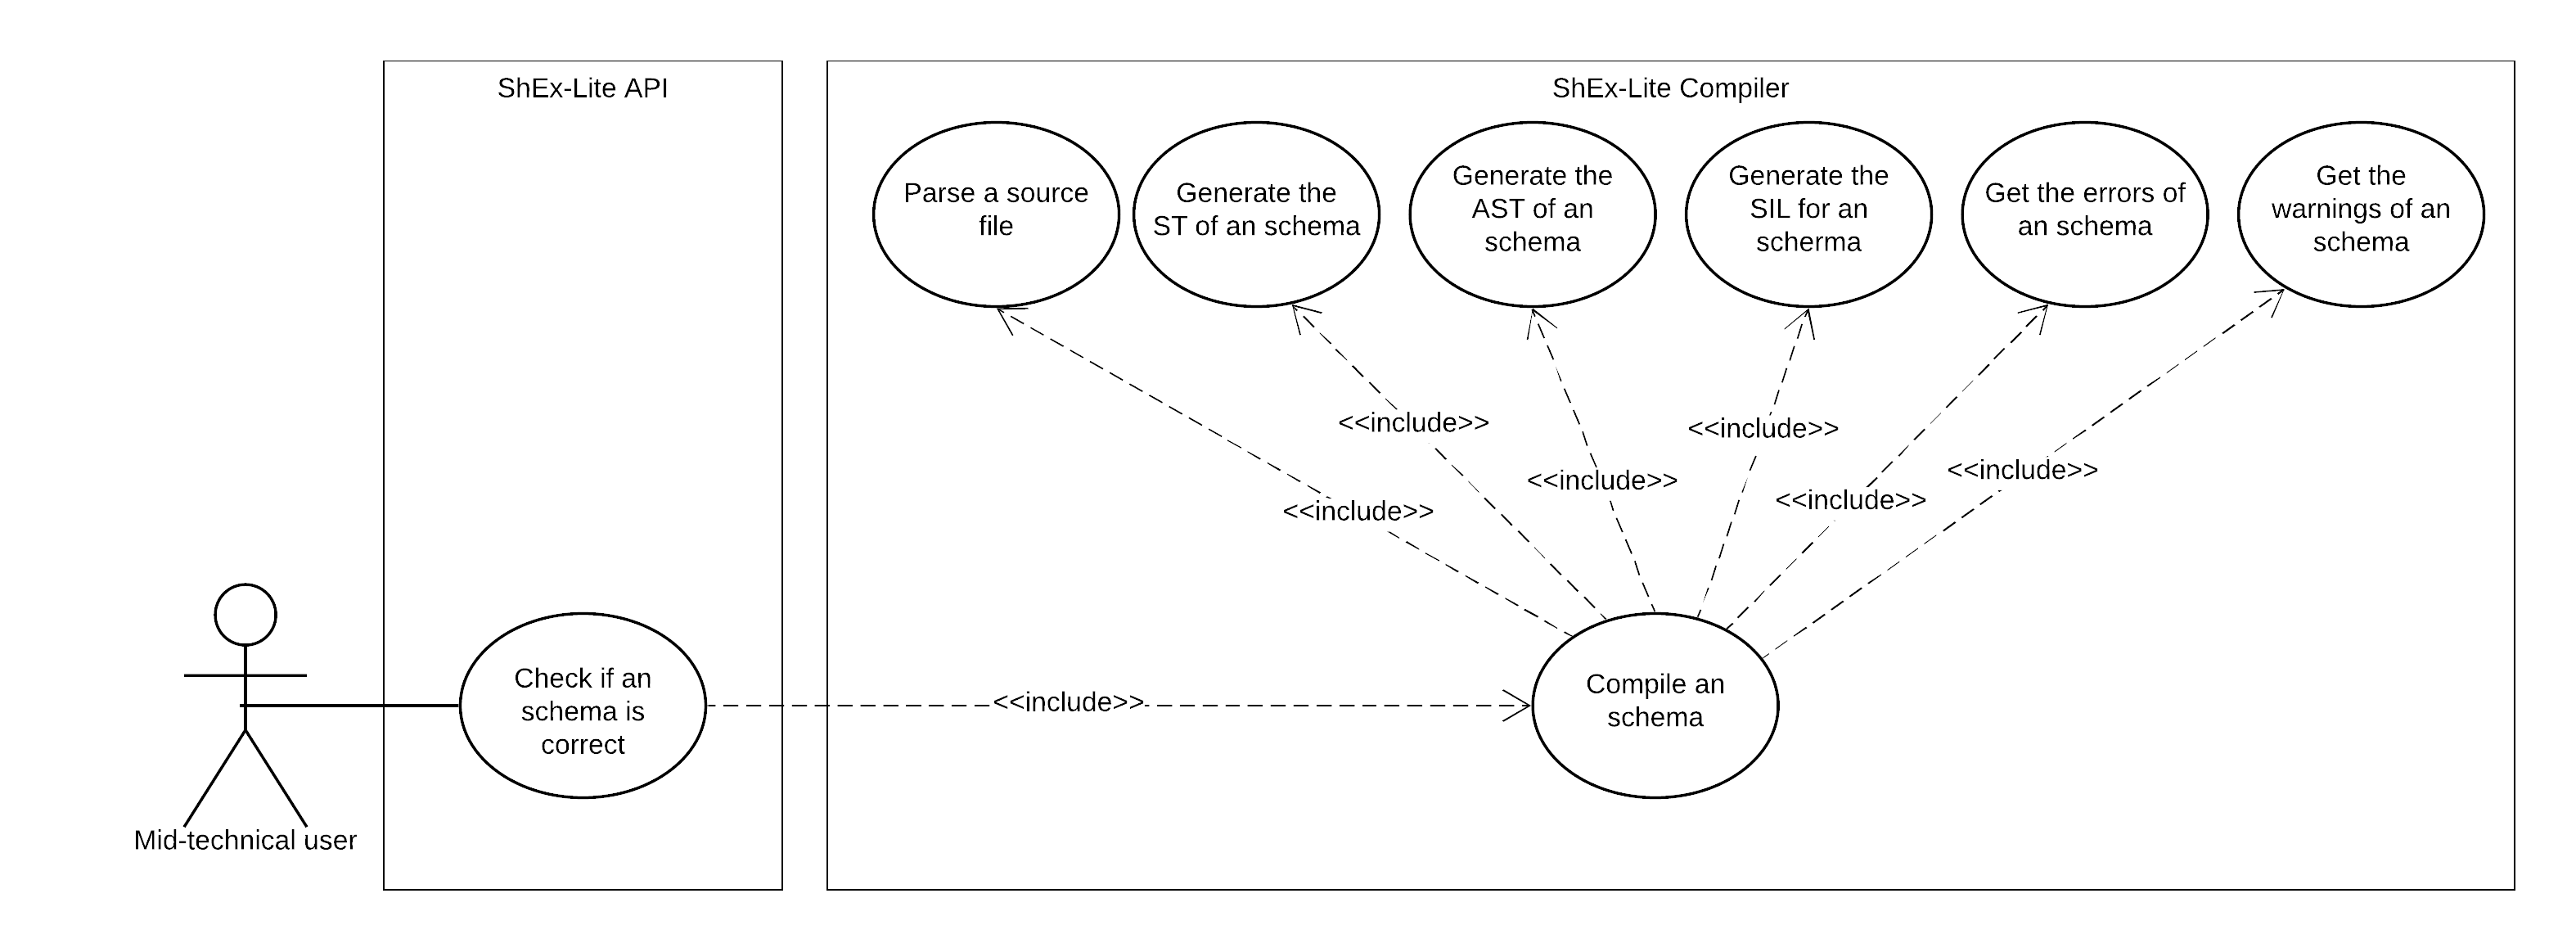 ShEx-Lite API
ShEx-Lite Compiler
Parse a source
file
Generate the
ST of an schema
Generate the
AST of an
schema
Generate the
SIL for an
scherma
Get the errors of
an schema
Get the
warnings of an
schema
<<include>>
<<include>>
<<include>>
<<include>>
<<include>>
<<include>>
Check if an
schema is
correct
<<include>>
Compile an
schema
Mid-technical user